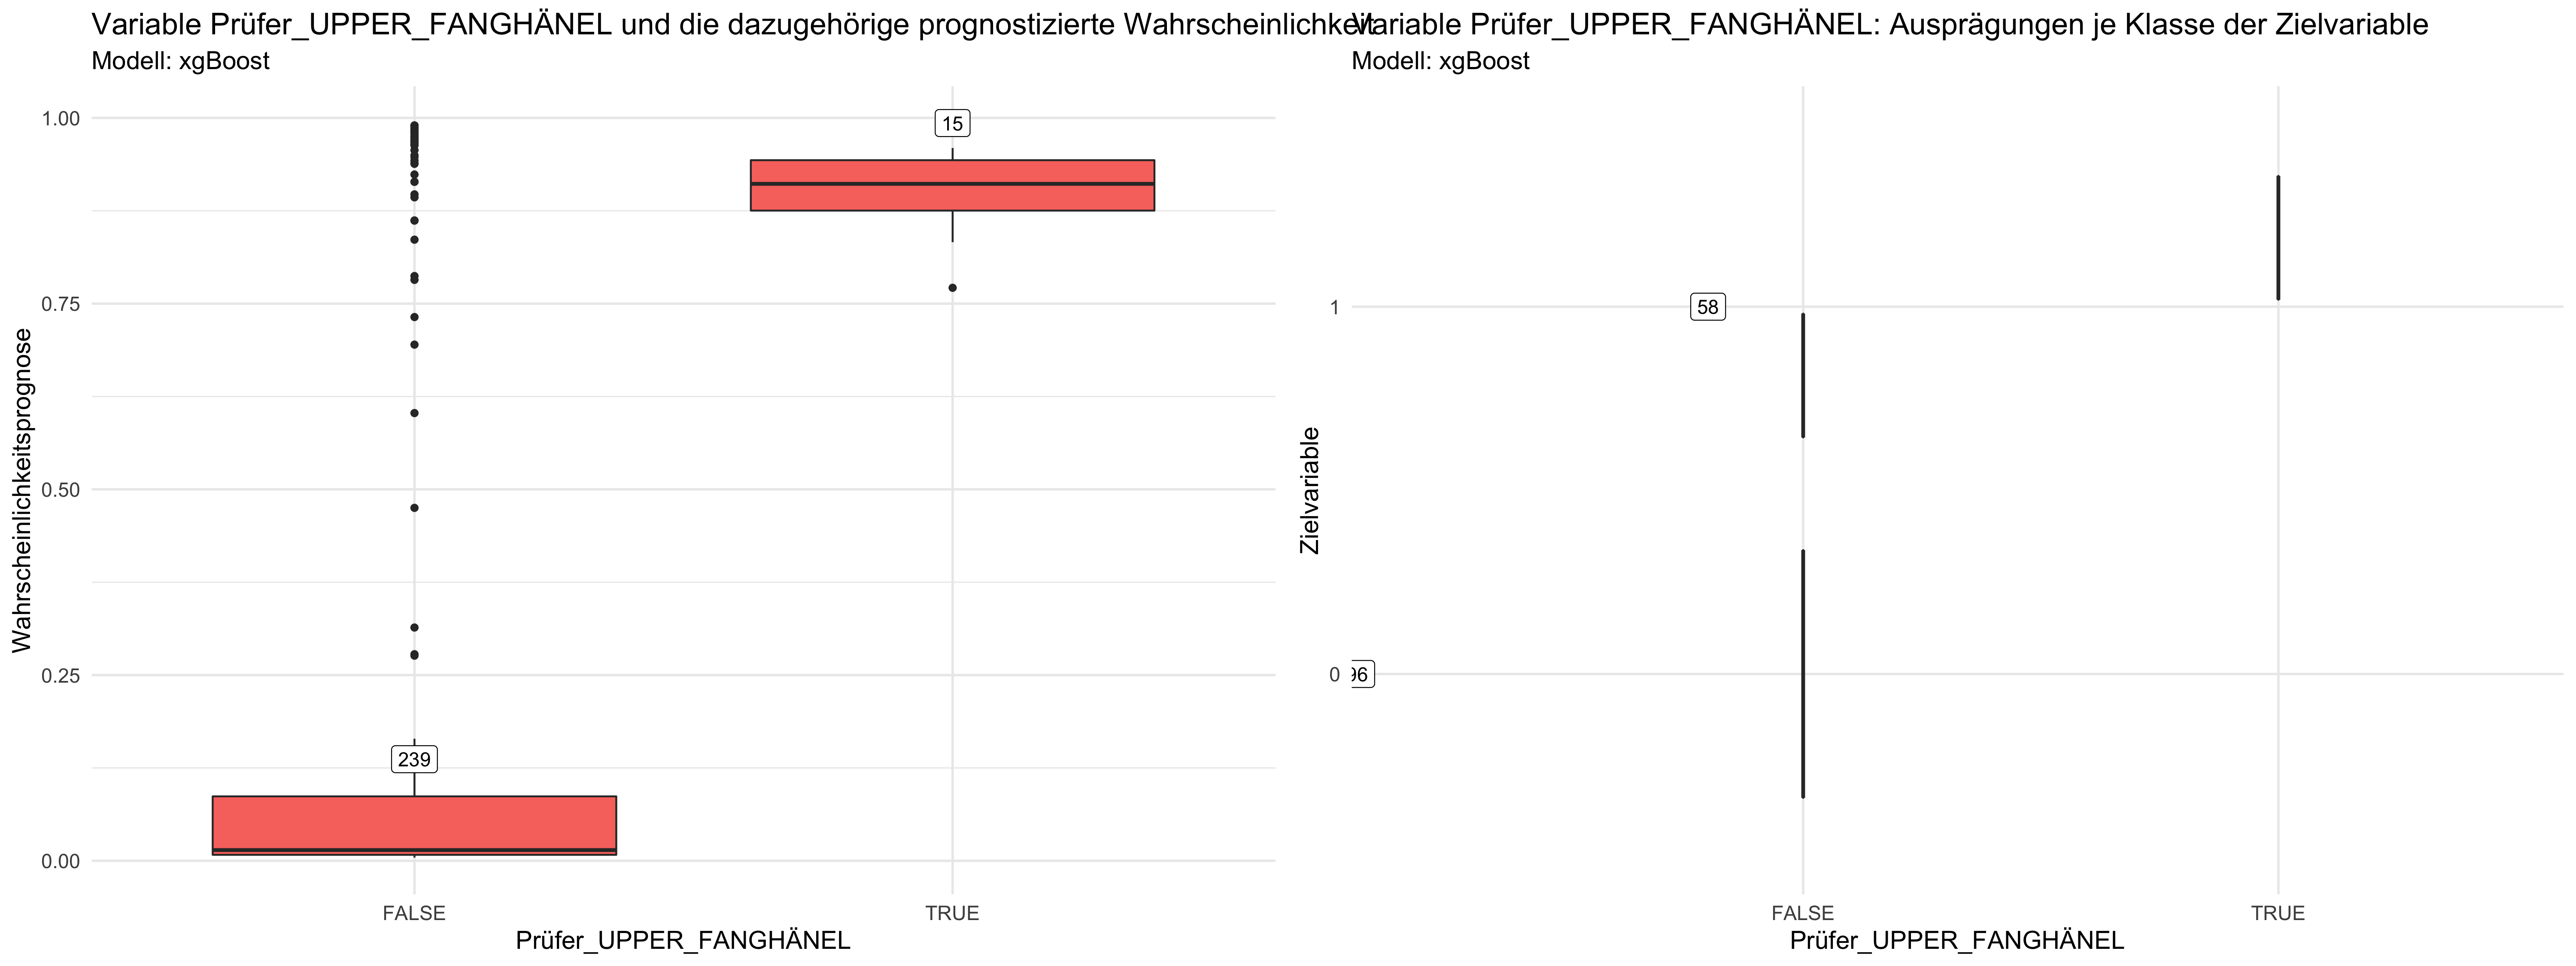 Variable Prüfer_UPPER_FANGHÄNEL und die dazugehörige prognostizierte Wahrscheinlichkeit
Modell: xgBoost
Wahrscheinlichkeitsprognose
1.00
0.75
0.50
0.25
0.00
15
239
FALSE TRUE
Prüfer_UPPER_FANGHÄNEL
Variable Prüfer_UPPER_FANGHÄNEL: Ausprägungen je Klasse der Zielvariable
Modell: xgBoost
Zielvariable
1
0
58
96
FALSE TRUE
Prüfer_UPPER_FANGHÄNEL